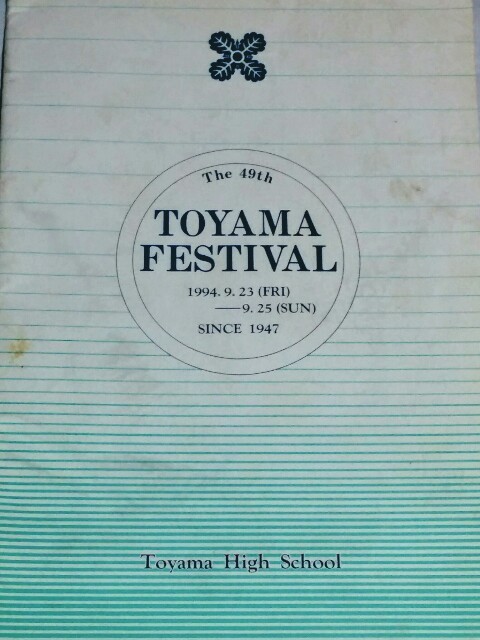 The 49th
TOYAMA
FESTIVAL
1994. 9. 23 (FRI)
—9. 25 (SUN)
SINCE 1947
Toyama High School